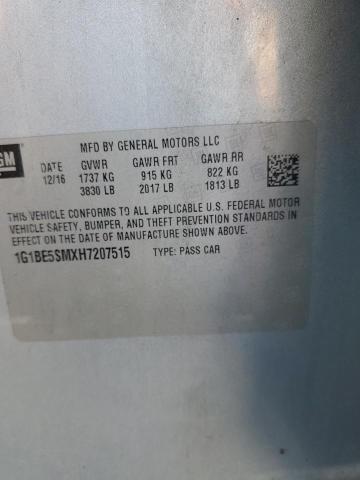 GM
MFD BY GENERAL MOTORS LLC
DATE GVWR GAWR FRT GAWR RR
12/16 1737 KG 915 KG 822 KG
3830 LB 2017 LB 1813 LB
THIS VEHICLE CONFORMS TO ALL APPLICABLE U.S. FEDERAL MOTOR
VEHICLE SAFETY, BUMPER, AND THEFT PREVENTION STANDARDS IN
EFFECT ON THE DATE OF MANUFACTURE SHOWN ABOVE.
1G1BE5SMXH7207515 TYPE: PASS CAR